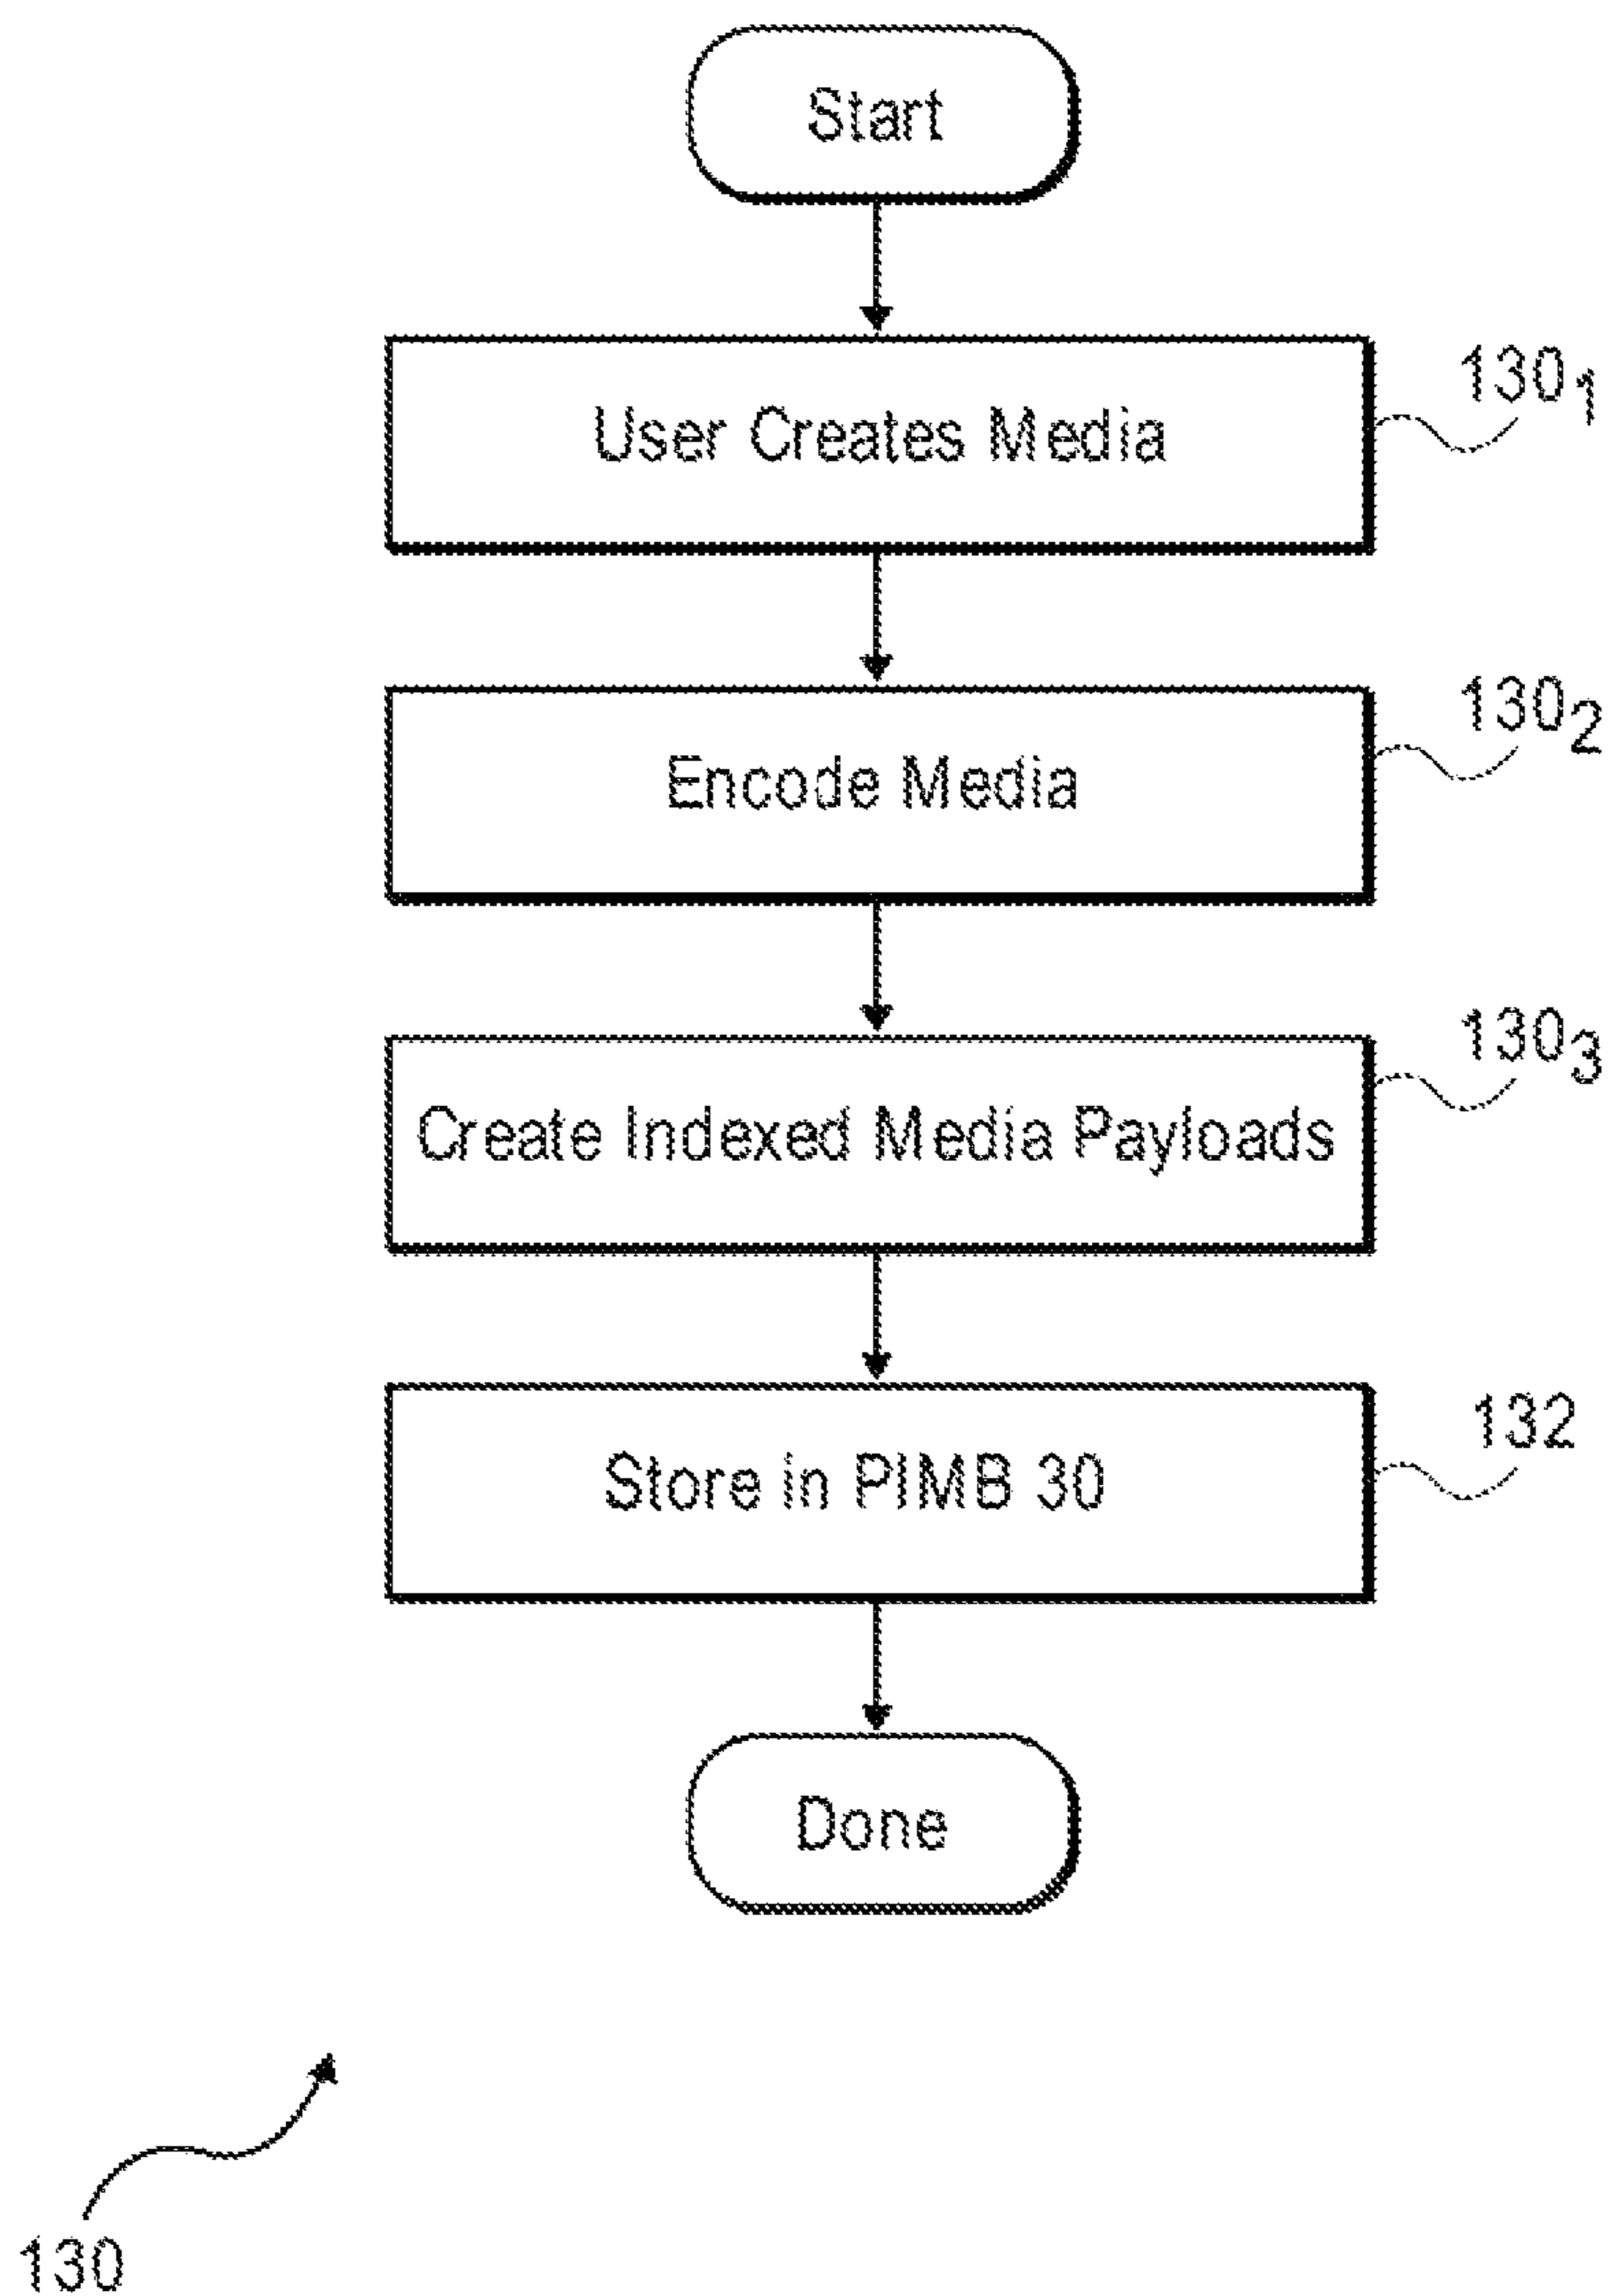 Start
User Creates Media
130₁
Encode Media
130₂
Create Indexed Media Payloads
130₃
Store in PIMB 30
132
Done
130